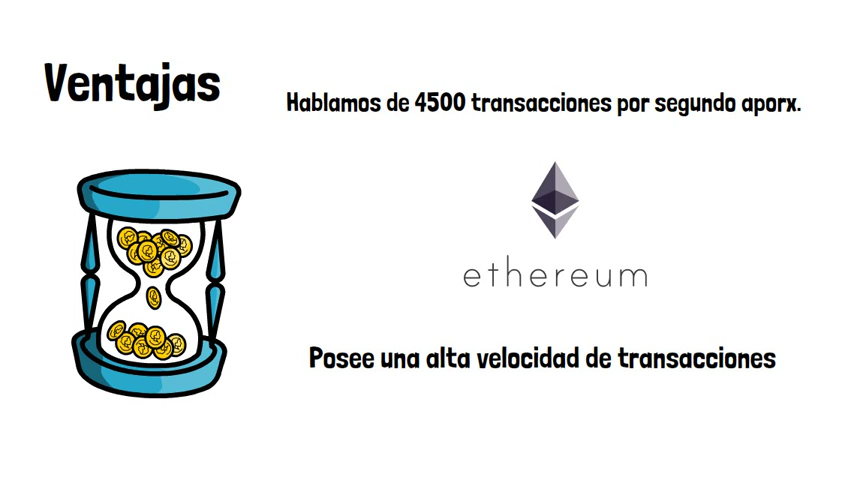 Ventajas
Hablamos de 4500 transacciones por segundo aporx.
ethereum
Posee una alta velocidad de transacciones